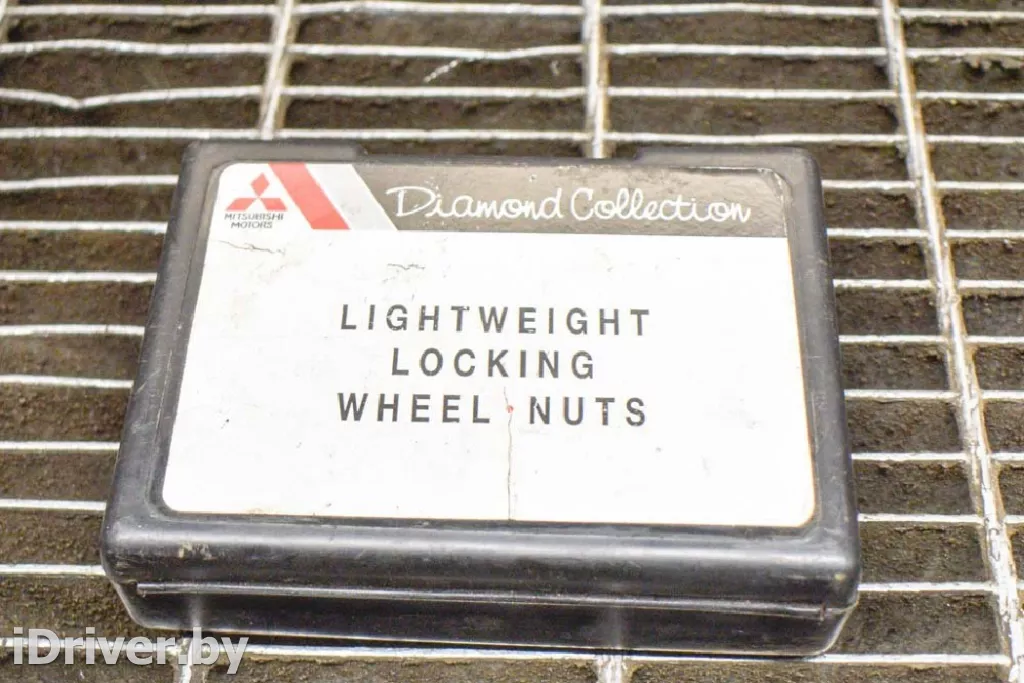 MITSUBISHI
MOTORS
Diamond Collection
LIGHTWEIGHT
LOCKING
WHEEL NUTS
iDriver.by